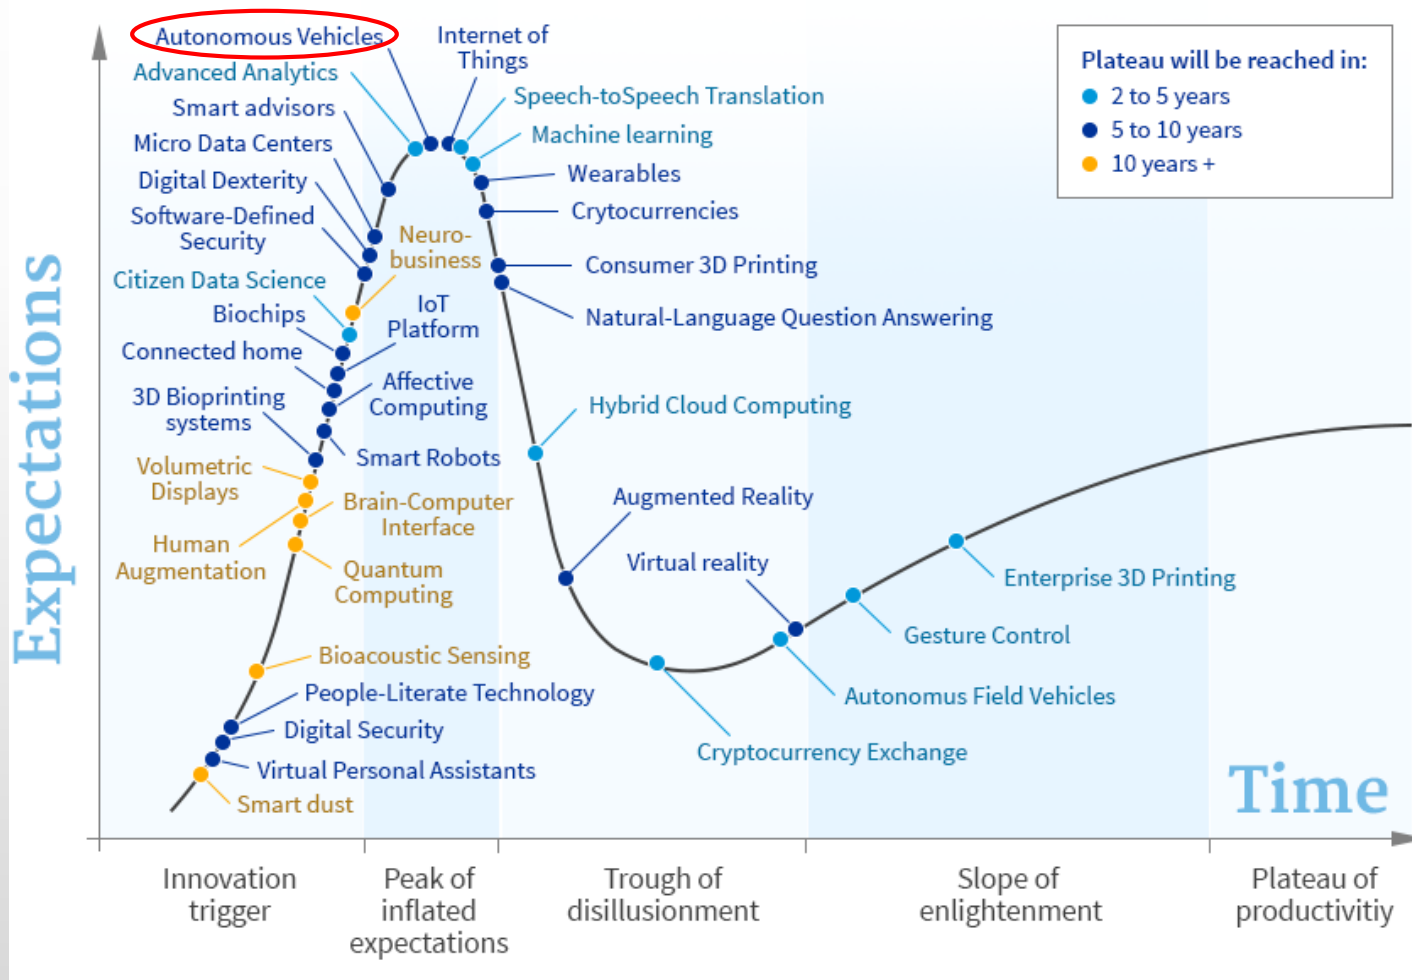 Autonomous Vehicles
Internet of
Things
Advanced Analytics
Speech-toSpeech Translation
Smart advisors
Machine learning
Micro Data Centers
Wearables
Digital Dexterity
Crytocurrencies
Software-Defined
Security
Neuro-
business
Consumer 3D Printing
Citizen Data Science
Natural-Language Question Answering
Biochips
IoT
Platform
Connected home
Affective
Computing
3D Bioprinting
systems
Hybrid Cloud Computing
Smart Robots
Volumetric
Displays
Augmented Reality
Brain-Computer
Interface
Human
Augmentation
Virtual reality
Quantum
Computing
Enterprise 3D Printing
Gesture Control
Bioacoustic Sensing
People-Literate Technology
Autonomus Field Vehicles
Digital Security
Cryptocurrency Exchange
Virtual Personal Assistants
Smart dust
Plateau will be reached in:
2 to 5 years
5 to 10 years
10 years +
Expectations
Time
Innovation
trigger
Peak of
inflated
expectations
Trough of
disillusionment
Slope of
enlightenment
Plateau of
productivitiy